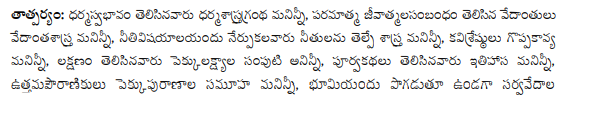 తాత్పర్యం: ధర్మస్వభావం తెలిసినవారు ధర్మశాస్త్రగ్రంథ మనిన్నీ, పరమాత్మ జీవాత్మలసంబంధం తెలిసిన వేదాంతులు
వేదాంతశాస్త్ర మనిన్నీ, నీతివిషయాలయందు నేర్పుకలవారు నీతులను తెల్పే శాస్త్ర మనిన్నీ, కవిశ్రేష్ఠులు గొప్పకావ్య
మనిన్నీ, లక్షణం తెలిసినవారు పెక్కులక్ష్యాల సంపుటి అనిన్నీ, పూర్వకథలు తెలిసినవారు ఇతిహాస మనిన్నీ,
ఉత్తమపౌరాణికులు పెక్కుపురాణాల సమూహ మనిన్నీ, భూమియందు పొగడుతూ ఉండగా సర్వవేదాల